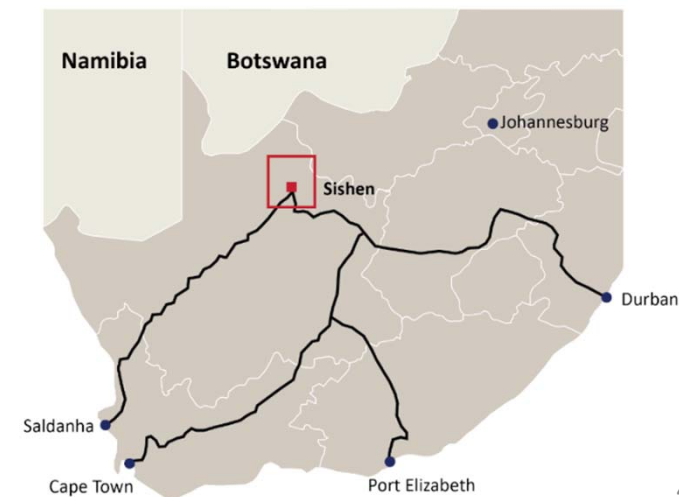 Namibia
Botswana
Johannesburg
Sishen
Durban
Saldanha
Cape Town
Port Elizabeth